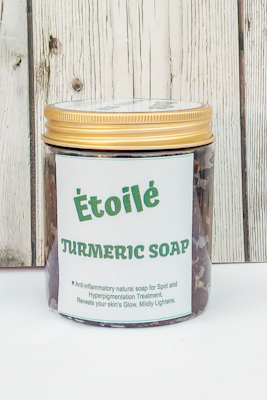 Étoilé
TURMERIC SOAP
♥ Anti-inflammatory natural soap for Spot and
Hyperpigmentation Treatment,
Reveals your skin's Glow, Mildly Lightens.